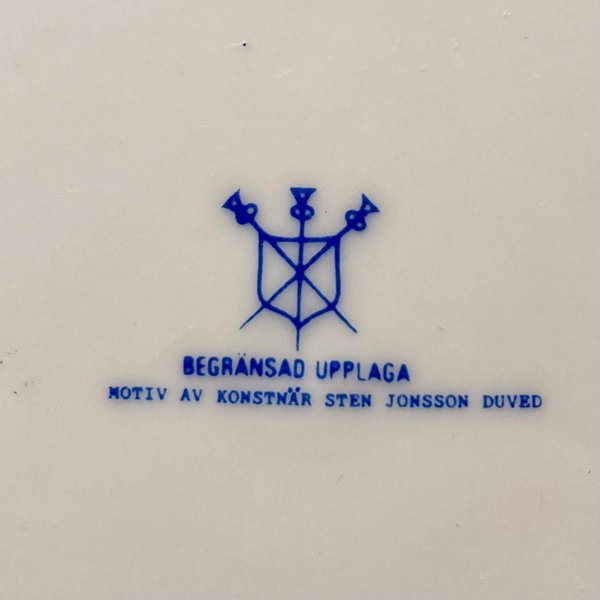 BEGRÄNSAD UPPLAGA
MOTIV AV KONSTNÄR STEN JONSSON DUVED